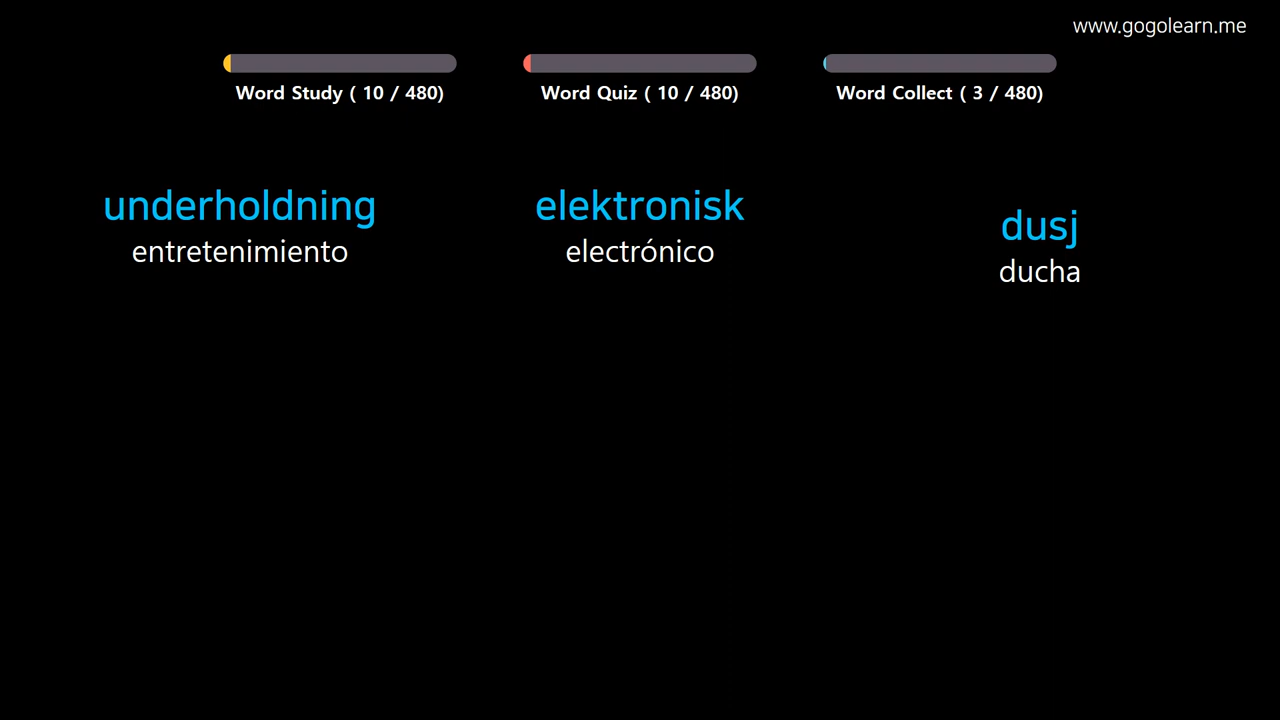 www.gogolearn.me
Word Study ( 10 / 480)
Word Quiz ( 10 / 480)
Word Collect ( 3 / 480)
underholdning
entretenimiento
elektronisk
electrónico
dusj
ducha